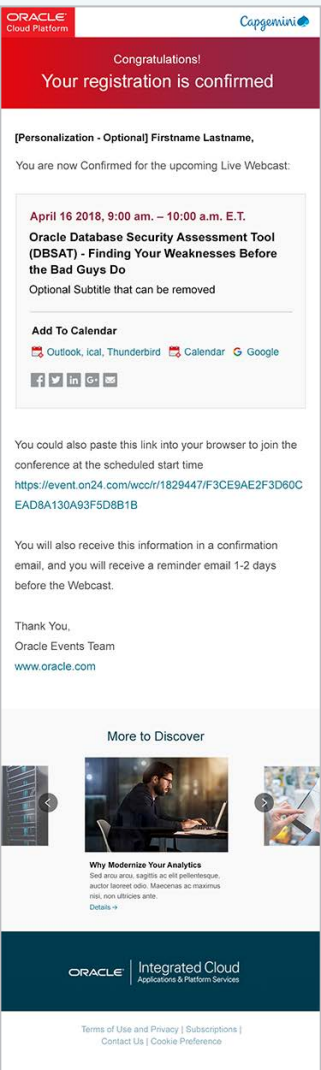 ORACLE
Cloud Platform
Capgemini
Congratulations!
Your registration is confirmed
[Personalization - Optional] Firstname Lastname,
You are now Confirmed for the upcoming Live Webcast:
April 16 2018, 9:00 am. – 10:00 a.m. E.T.
Oracle Database Security Assessment Tool
(DBSAT) - Finding Your Weaknesses Before
the Bad Guys Do
Optional Subtitle that can be removed
Add To Calendar
Outlook, ical, Thunderbird Calendar G Google
You could also paste this link into your browser to join the
conference at the scheduled start time
https://event.on24.com/wcc/r/1829447/F3CE9AE2F3D60C
EAD8A130A93F5D8B1B
You will also receive this information in a confirmation
email, and you will receive a reminder email 1-2 days
before the Webcast.
Thank You,
Oracle Events Team
www.oracle.com
More to Discover
Why Modernize Your Analytics
Sed arcu arcu, sagittis ac elit pellentesque,
auctor laoreet odio. Maecenas ac maximus
nisi, non ultricies ante.
Details →
ORACLE Integrated Cloud
Applications & Platform Services
Terms of Use and Privacy | Subscriptions |
Contact Us | Cookie Preference